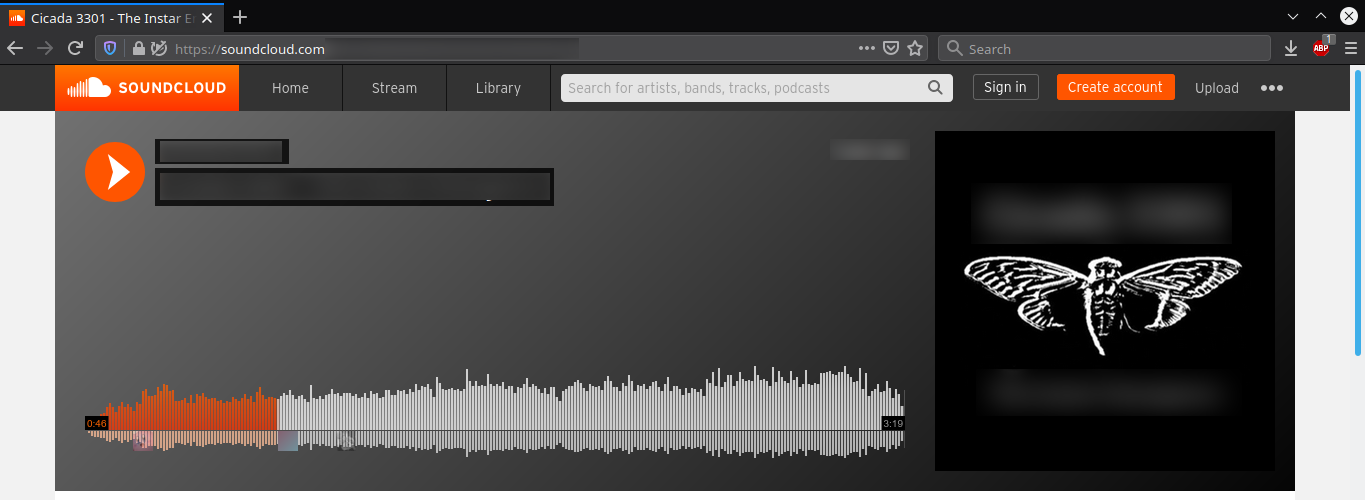 Cicada 3301 - The Instar E
https://soundcloud.com
Search
ABP
1
SOUNDCLOUD
Home
Stream
Library
Search for artists, bands, tracks, podcasts
Sign in
Create account
Upload
0:46
3:19